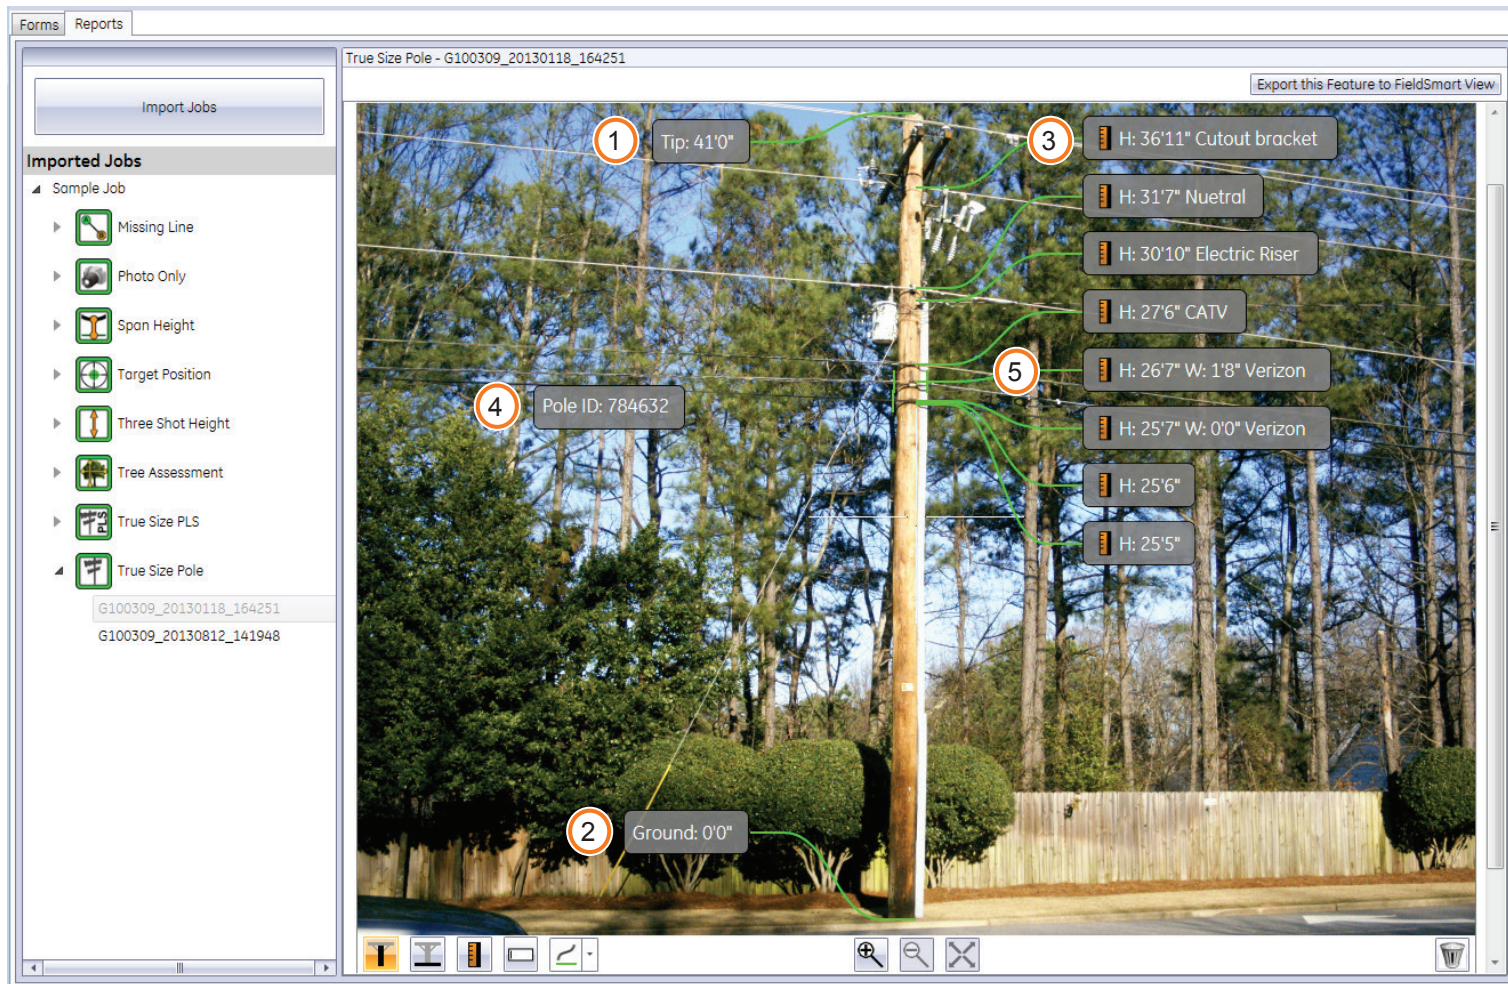 Forms Reports
True Size Pole - G100309_20130118_164251
Import Jobs
Export this Feature to FieldSmart View
Imported Jobs
Sample Job
Missing Line
Photo Only
Span Height
Target Position
Three Shot Height
Tree Assessment
PLS
True Size PLS
True Size Pole
G100309_20130118_164251
G100309_20130812_141948
1 Tip: 41'0"
3 H: 36'11" Cutout bracket
H: 31'7" Nuetral
H: 30'10" Electric Riser
H: 27'6" CATV
5 H: 26'7" W: 1'8" Verizon
4 Pole ID: 784632
H: 25'7" W: 0'0" Verizon
H: 25'6"
H: 25'5"
2 Ground: 0'0"